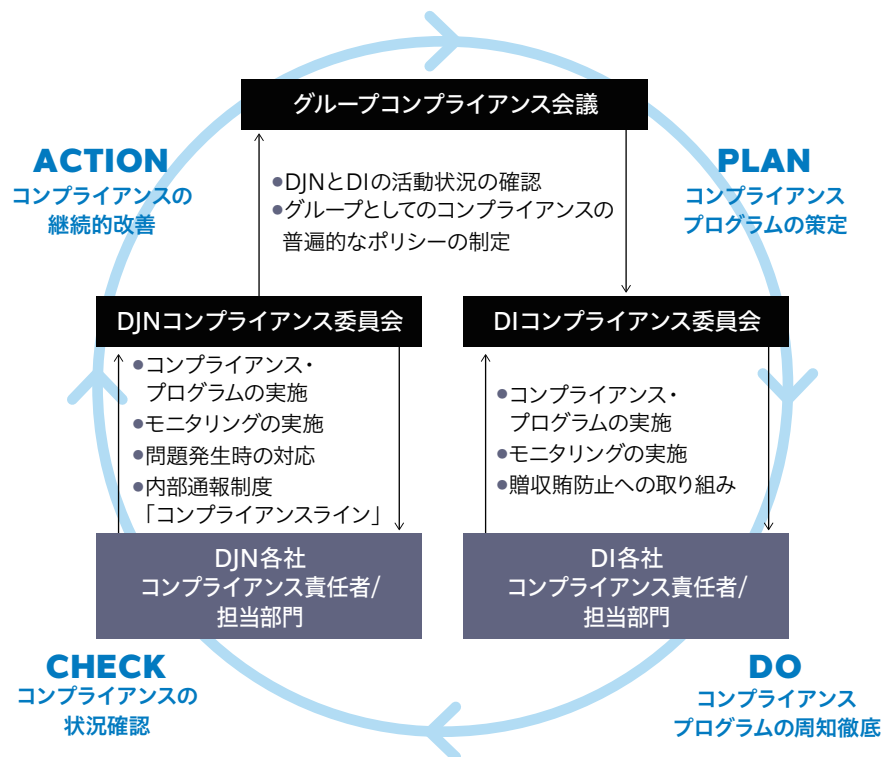 グループコンプライアンス会議
ACTION
コンプライアンスの
継続的改善
PLAN
コンプライアンス
プログラムの策定
●DJNとDIの活動状況の確認
●グループとしてのコンプライアンスの
普遍的なポリシーの制定
DJNコンプライアンス委員会
DIコンプライアンス委員会
●コンプライアンス・
プログラムの実施
●モニタリングの実施
●問題発生時の対応
●内部通報制度
「コンプライアンスライン」
●コンプライアンス・
プログラムの実施
●モニタリングの実施
●贈収賄防止への取り組み
DJN各社
コンプライアンス責任者/
担当部門
DI各社
コンプライアンス責任者/
担当部門
CHECK
コンプライアンスの
状況確認
DO
コンプライアンス
プログラムの周知徹底